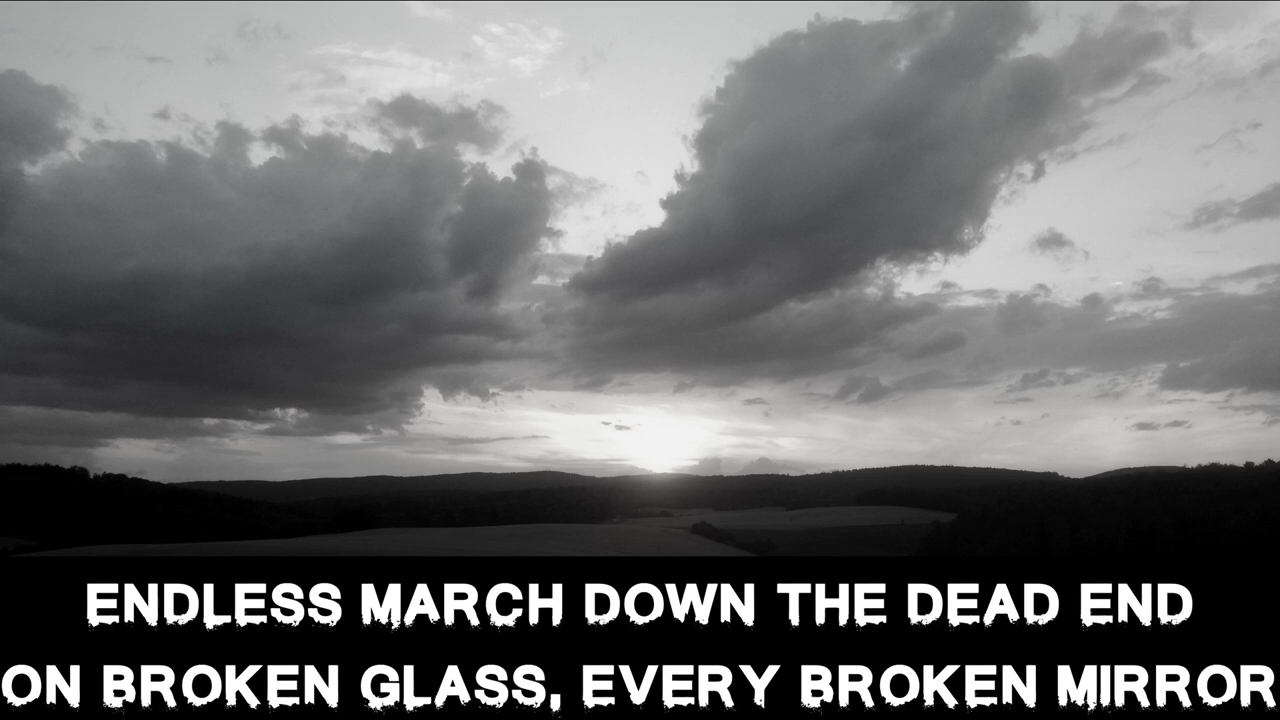 ENDLESS MARCH DOWN THE DEAD END
ON BROKEN GLASS, EVERY BROKEN MIRROR